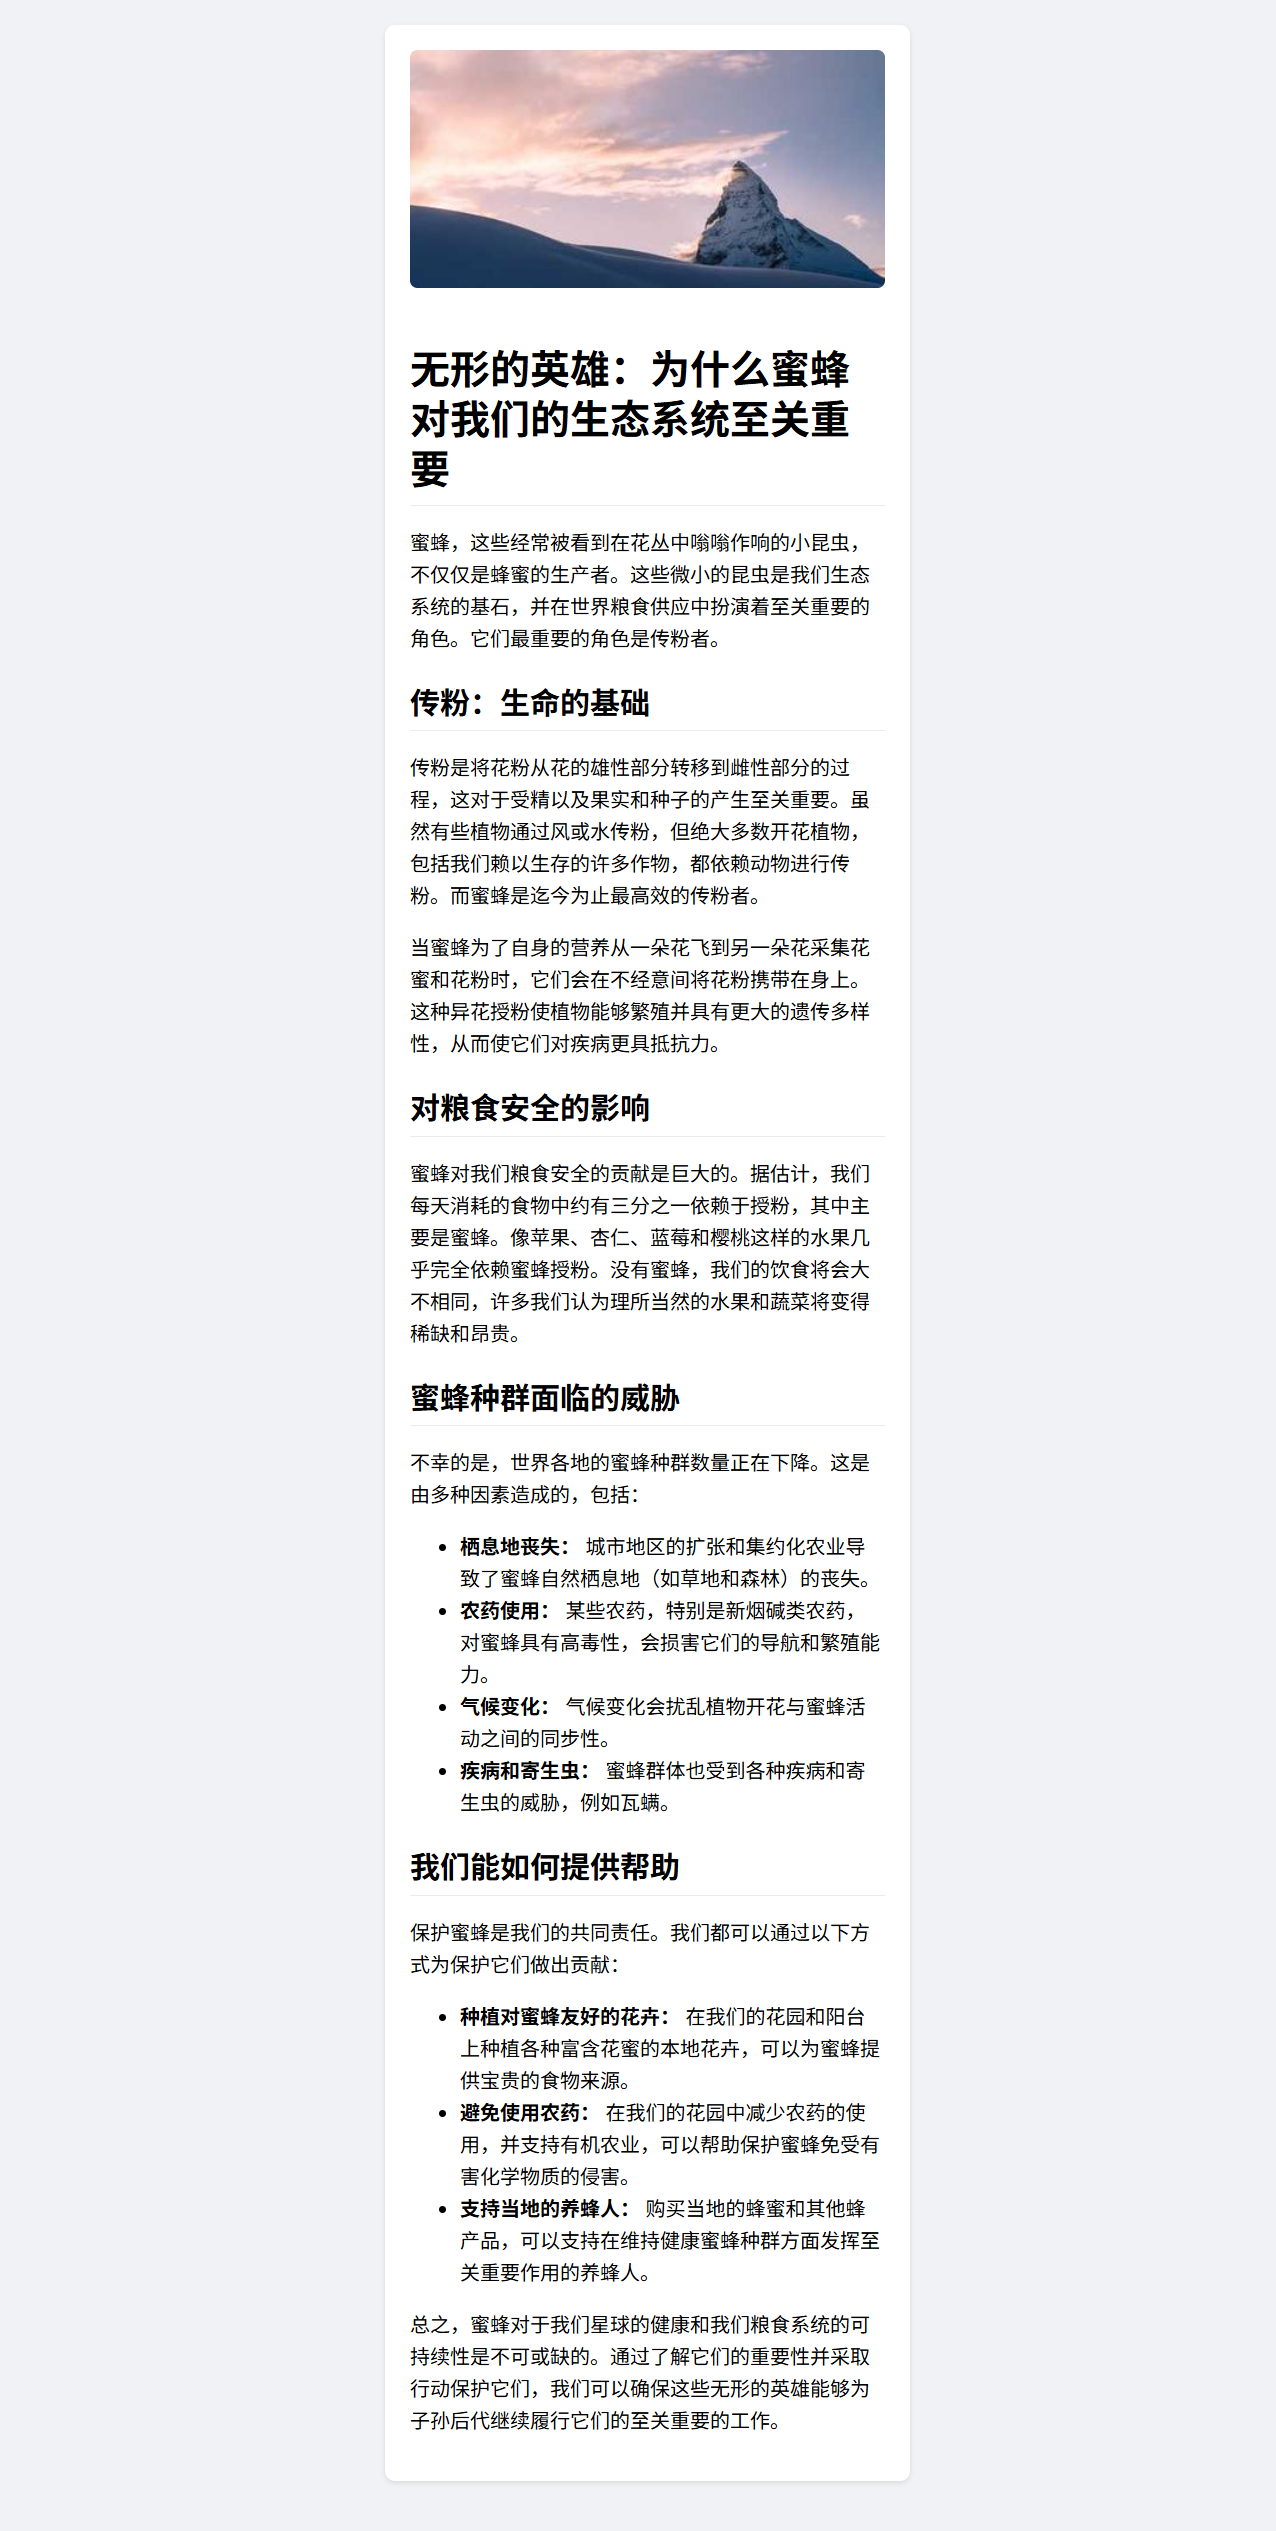 无形的英雄：为什么蜜蜂
对我们的生态系统至关重
要
蜜蜂，这些经常被看到在花丛中嗡嗡作响的小昆虫，
不仅仅是蜂蜜的生产者。这些微小的昆虫是我们生态
系统的基石，并在世界粮食供应中扮演着至关重要的
角色。它们最重要的角色是传粉者。
传粉：生命的基础
传粉是将花粉从花的雄性部分转移到雌性部分的过
程，这对于受精以及果实和种子的产生至关重要。虽
然有些植物通过风或水传粉，但绝大多数开花植物，
包括我们赖以生存的许多作物，都依赖动物进行传
粉。而蜜蜂是迄今为止最高效的传粉者。
当蜜蜂为了自身的营养从一朵花飞到另一朵花采集花
蜜和花粉时，它们会在不经意间将花粉携带在身上。
这种异花授粉使植物能够繁殖并具有更大的遗传多样
性，从而使它们对疾病更具抵抗力。
对粮食安全的影响
蜜蜂对我们粮食安全的贡献是巨大的。据估计，我们
每天消耗的食物中约有三分之一依赖于授粉，其中主
要是蜜蜂。像苹果、杏仁、蓝莓和樱桃这样的水果几
乎完全依赖蜜蜂授粉。没有蜜蜂，我们的饮食将会大
不相同，许多我们认为理所当然的水果和蔬菜将变得
稀缺和昂贵。
蜜蜂种群面临的威胁
不幸的是，世界各地的蜜蜂种群数量正在下降。这是
由多种因素造成的，包括：
• 栖息地丧失： 城市地区的扩张和集约化农业导
致了蜜蜂自然栖息地（如草地和森林）的丧失。
• 农药使用： 某些农药，特别是新烟碱类农药，
对蜜蜂具有高毒性，会损害它们的导航和繁殖能
力。
• 气候变化： 气候变化会扰乱植物开花与蜜蜂活
动之间的同步性。
• 疾病和寄生虫： 蜜蜂群体也受到各种疾病和寄
生虫的威胁，例如瓦螨。
我们能如何提供帮助
保护蜜蜂是我们的共同责任。我们都可以通过以下方
式为保护它们做出贡献：
• 种植对蜜蜂友好的花卉： 在我们的花园和阳台
上种植各种富含花蜜的本地花卉，可以为蜜蜂提
供宝贵的食物来源。
• 避免使用农药： 在我们的花园中减少农药的使
用，并支持有机农业，可以帮助保护蜜蜂免受有
害化学物质的侵害。
• 支持当地的养蜂人： 购买当地的蜂蜜和其他蜂
产品，可以支持在维持健康蜜蜂种群方面发挥至
关重要作用的养蜂人。
总之，蜜蜂对于我们星球的健康和我们粮食系统的可
持续性是不可或缺的。通过了解它们的重要性并采取
行动保护它们，我们可以确保这些无形的英雄能够为
子孙后代继续履行它们的至关重要的工作。